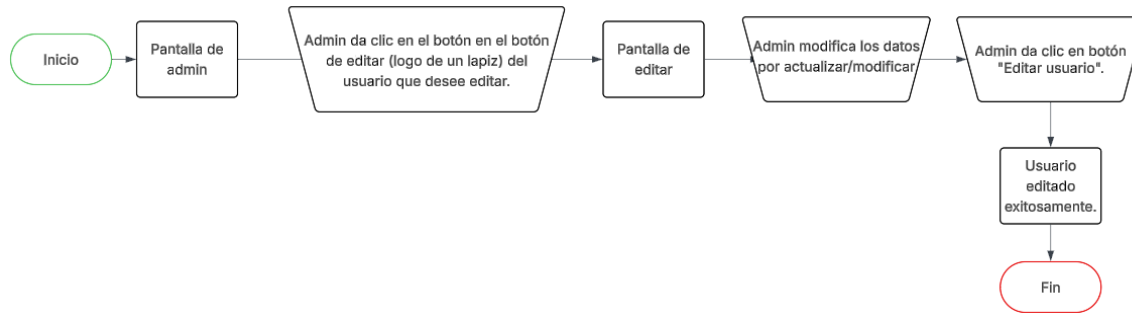 Inicio
Pantalla de
admin
Admin da clic en el botón en el botón
de editar (logo de un lapiz) del
usuario que desee editar.
Pantalla de
editar
Admin modifica los datos
por actualizar/modificar
Admin da clic en botón
"Editar usuario".
Usuario
editado
exitosamente.
Fin